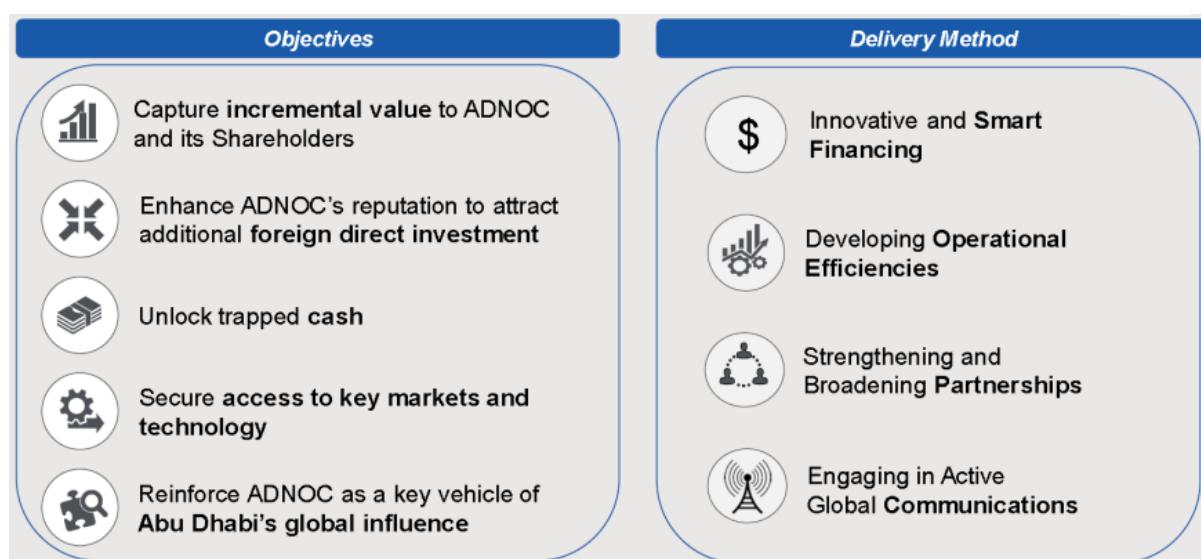 Objectives
Capture incremental value to ADNOC
and its Shareholders
Enhance ADNOC's reputation to attract
additional foreign direct investment
Unlock trapped cash
Secure access to key markets and
technology
Reinforce ADNOC as a key vehicle of
Abu Dhabi's global influence
Delivery Method
$
Innovative and Smart
Financing
Developing Operational
Efficiencies
Strengthening and
Broadening Partnerships
Engaging in Active
Global Communications